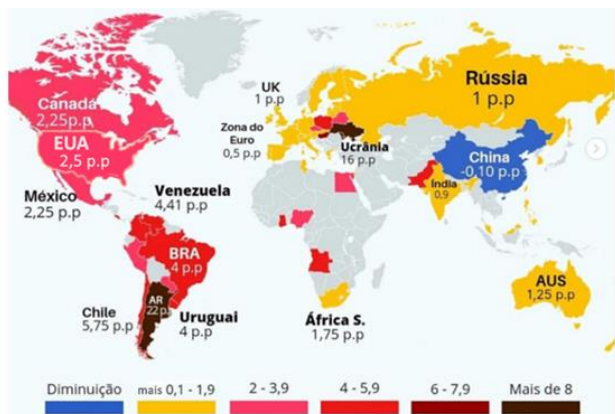 Canadá
2,25p.p
EUA
2,5 p.p
México
2,25 p.p
Venezuela
4,41 p.p
BRA
4 p.p
AR
22p.p
Chile
5,75 p.p
Uruguai
4 p.p
UK
1 p.p
Zona do
Euro
0,5 p.p
Ucrânia
16 p.p
Rússia
1 p.p
China
-0,10 p.p
Índia
0,9
África S.
1,75 p.p
AUS
1,25 p.p
Diminuição
mais 0,1 - 1,9
2 - 3,9
4 - 5,9
6 - 7,9
Mais de 8